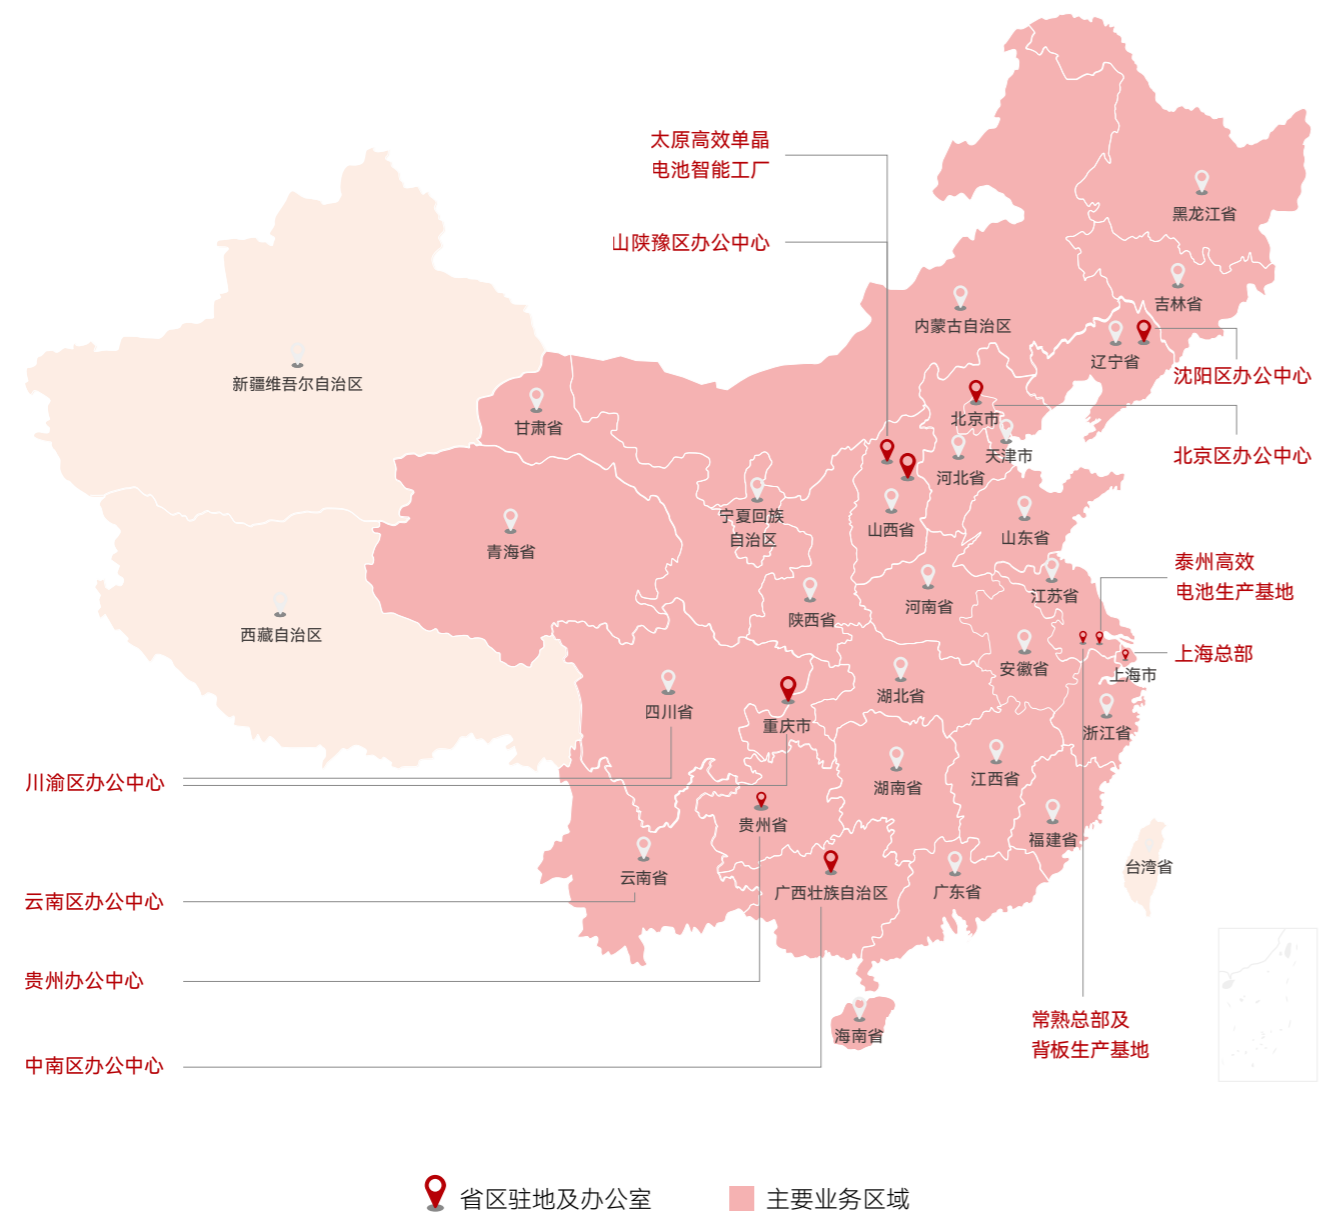 太原高效单晶
电池智能工厂
山陕豫区办公中心
黑龙江省
吉林省
内蒙古自治区
辽宁省
沈阳区办公中心
新疆维吾尔自治区
甘肃省
北京市
天津市
北京区办公中心
河北省
宁夏回族
自治区
山西省
山东省
青海省
泰州高效
电池生产基地
江苏省
河南省
陕西省
西藏自治区
上海总部
安徽省
上海市
湖北省
四川省
重庆市
浙江省
川渝区办公中心
湖南省
江西省
贵州省
福建省
台湾省
云南省
广西壮族自治区
广东省
云南区办公中心
贵州办公中心
常熟总部及
背板生产基地
海南省
中南区办公中心
省区驻地及办公室
主要业务区域